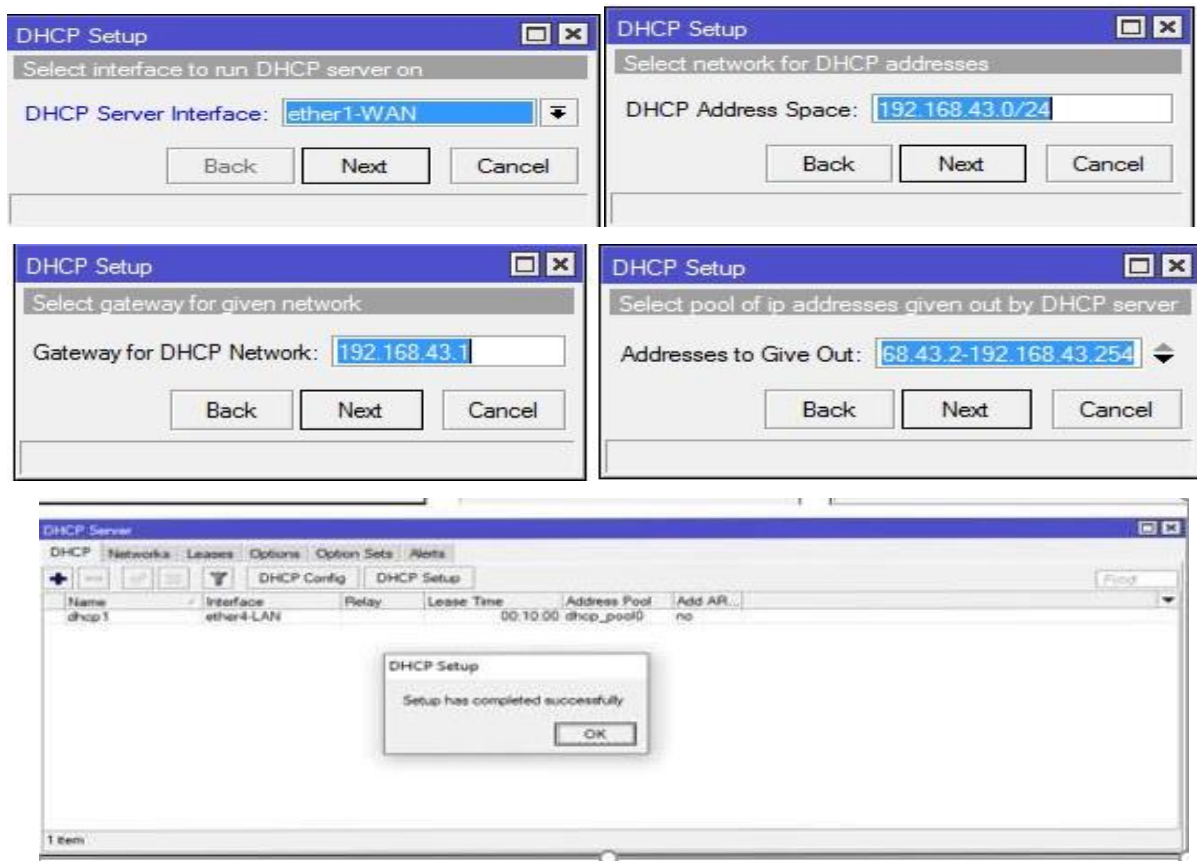 DHCP Setup
Select interface to run DHCP server on
DHCP Server Interface: ether1-WAN
Back Next Cancel
DHCP Setup
Select network for DHCP addresses
DHCP Address Space: 192.168.43.0/24
Back Next Cancel
DHCP Setup
Select gateway for given network
Gateway for DHCP Network: 192.168.43.1
Back Next Cancel
DHCP Setup
Select pool of ip addresses given out by DHCP server
Addresses to Give Out: 68.43.2-192.168.43.254
Back Next Cancel
DHCP Server
DHCP Networks Leases Options Option Sets Alerts
DHCP Config DHCP Setup Find
Name Interface Relay Lease Time Address Pool Add AR...
dhcp1 ether4-LAN 00:10:00 dhcp_pool0 no
DHCP Setup
Setup has completed successfully
OK
1 item